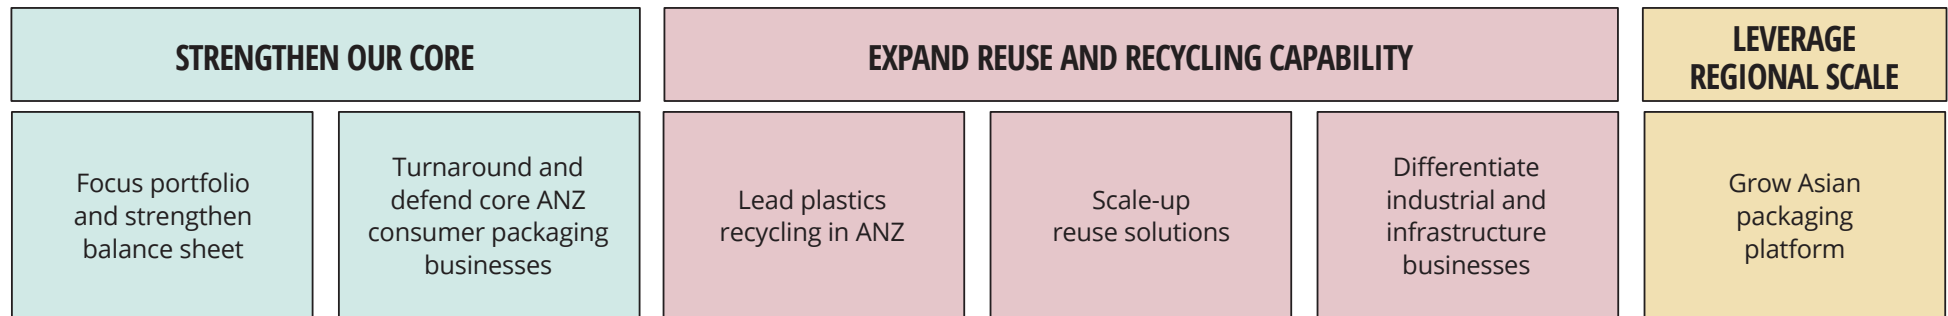 STRENGTHEN OUR CORE
EXPAND REUSE AND RECYCLING CAPABILITY
LEVERAGE
REGIONAL SCALE
Focus portfolio
and strengthen
balance sheet
Turnaround and
defend core ANZ
consumer packaging
businesses
Lead plastics
recycling in ANZ
Scale-up
reuse solutions
Differentiate
industrial and
infrastructure
businesses
Grow Asian
packaging
platform